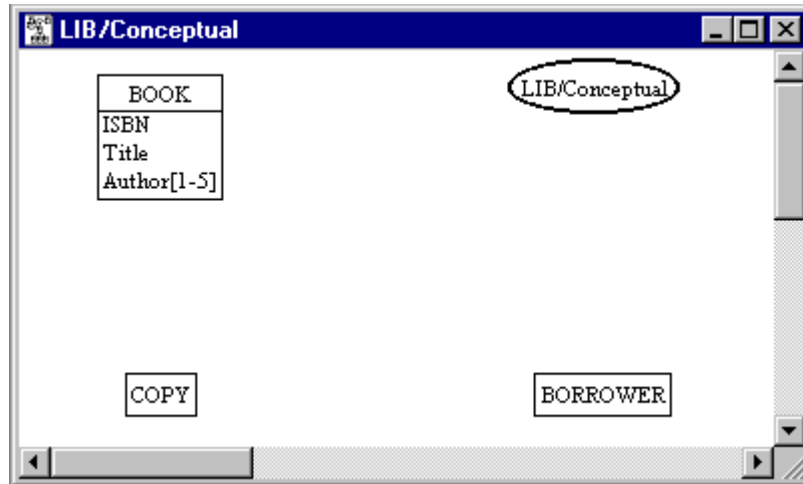 LIB/Conceptual
BOOK
ISBN
Title
Author[1-5]
LIB/Conceptual
COPY
BORROWER